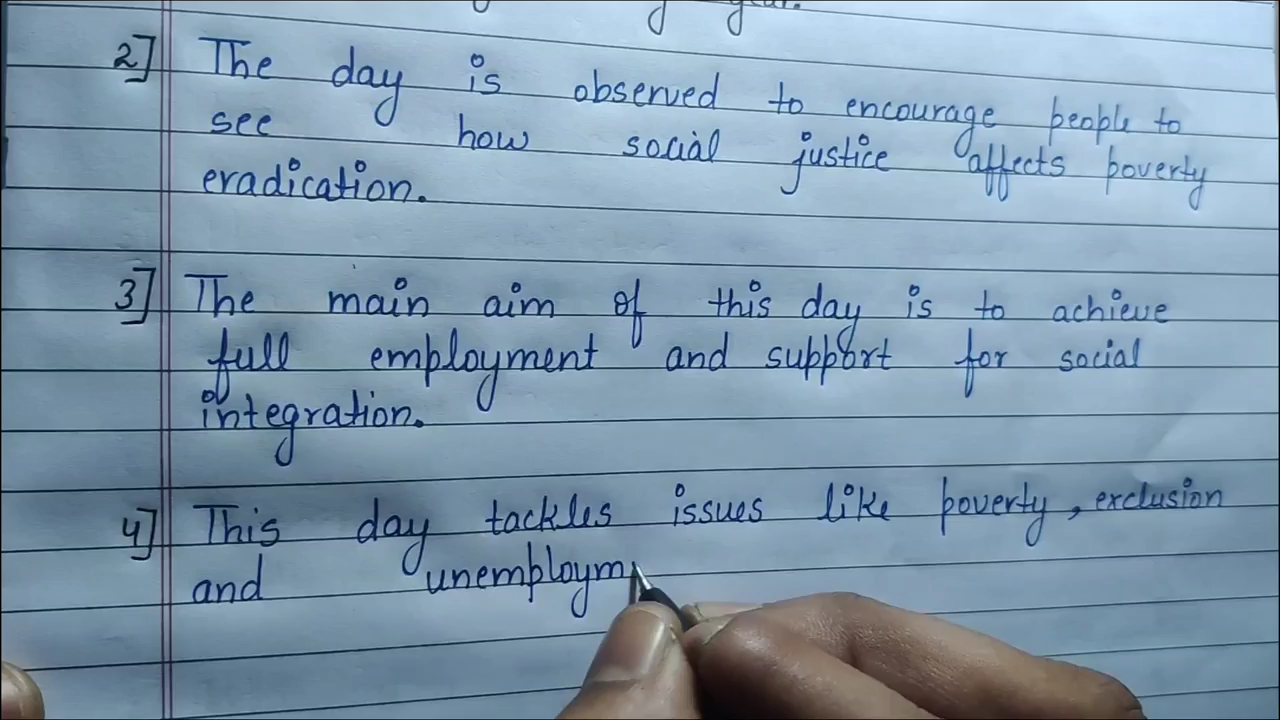 year.
2] The day is observed to encourage people to
see how social justice affects poverty
eradication.
3] The main aim of this day is to achieve
full employment and support for social
integration.
4] This day tackles issues like poverty, exclusion
and unemploym